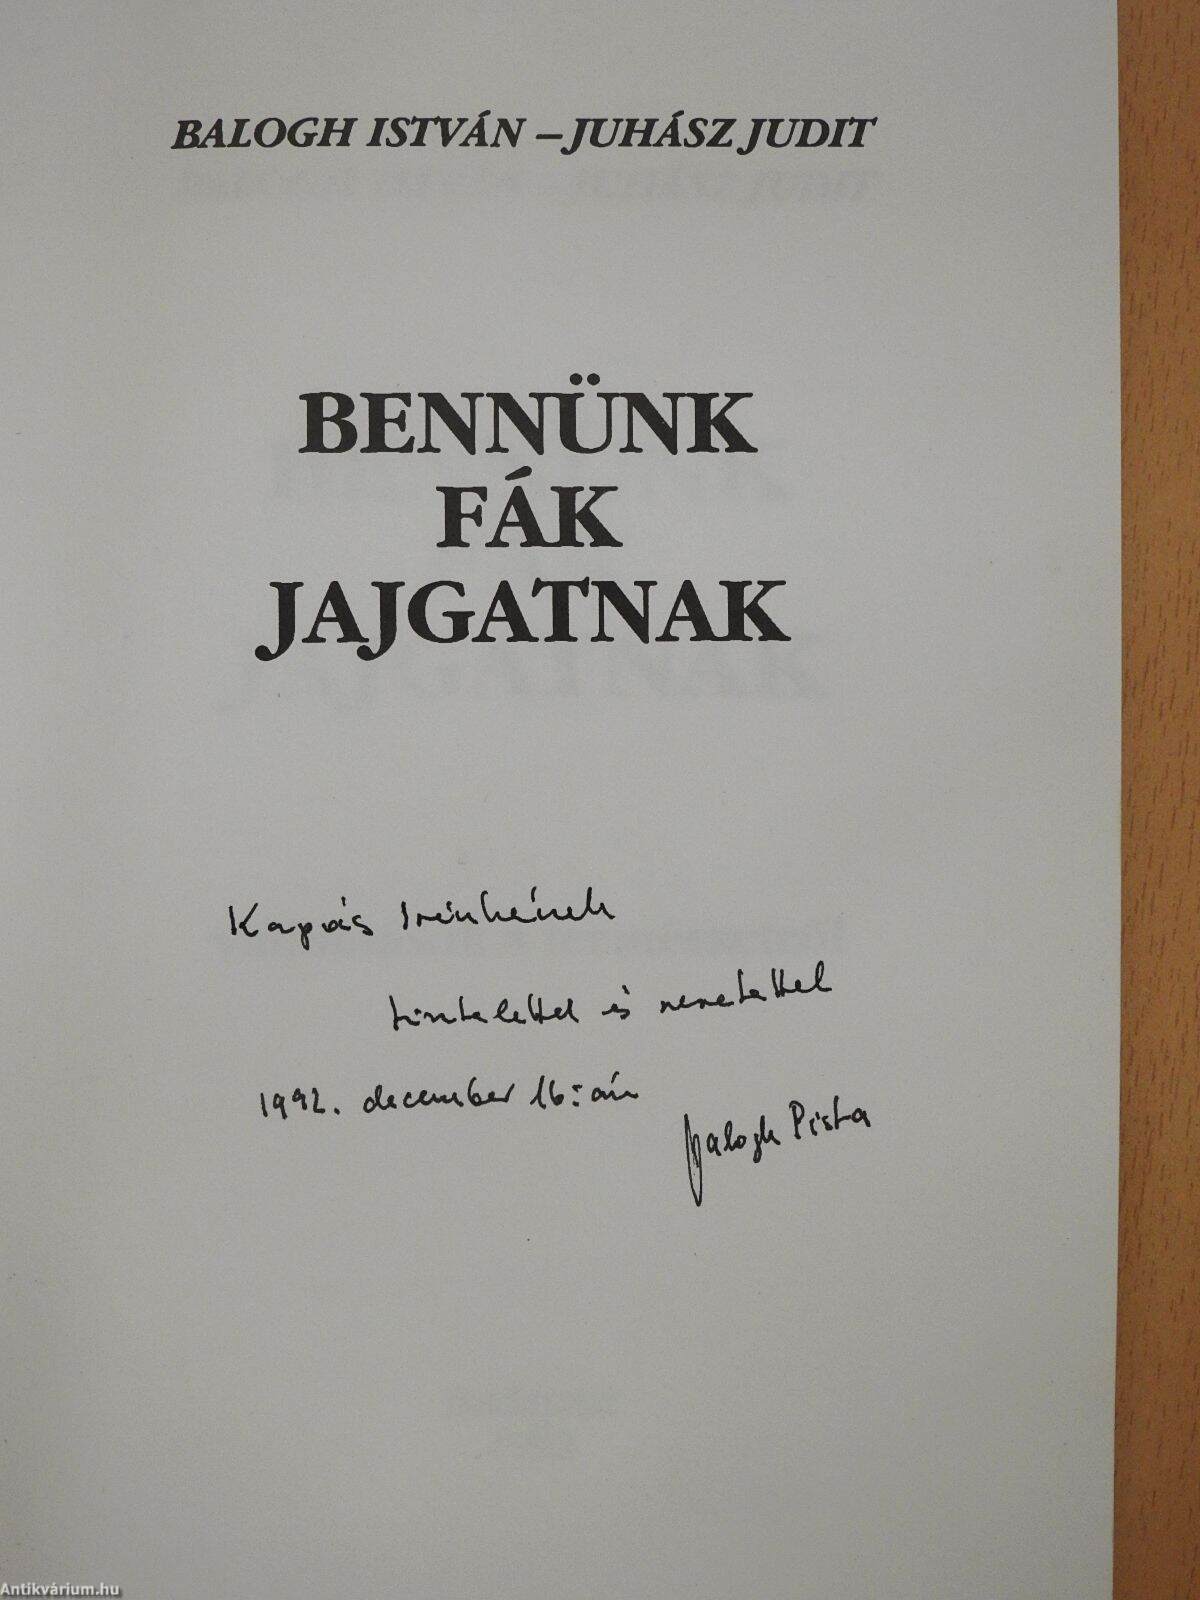 BALOGH ISTVÁN – JUHÁSZ JUDIT
BENNÜNK
FÁK
JAJGATNAK
Kapás Irénkének
tisztelettel és szeretettel
1992. december 16.-án
Balogh Pista
Antikvárium.hu